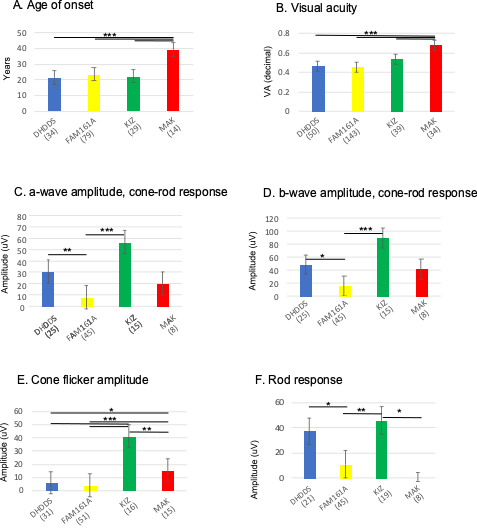 A. Age of onset
***
50
40
30
20
10
0
Years
DHDDS (34)
FAM161A (79)
KIZ (29)
MAK (14)
B. Visual acuity
***
0.8
0.6
0.4
0.2
0
VA (decimal)
DHDDS (50)
FAM161A (143)
KIZ (39)
MAK (34)
C. a-wave amplitude, cone-rod response
80
70
60
50
40
30
20
10
0
Amplitude (uV)
**
***
DHDDS (25)
FAM161A (45)
KIZ (15)
MAK (8)
D. b-wave amplitude, cone-rod response
120
100
80
60
40
20
0
Amplitude (uV)
*
***
DHDDS (25)
FAM161A (45)
KIZ (15)
MAK (8)
E. Cone flicker amplitude
60
50
40
30
20
10
0
Amplitude (uV)
*
***
**
DHDDS (31)
FAM161A (51)
KIZ (16)
MAK (15)
F. Rod response
60
40
20
0
Amplitude (uV)
*
**
*
DHDDS (21)
FAM161A (45)
KIZ (19)
MAK (8)